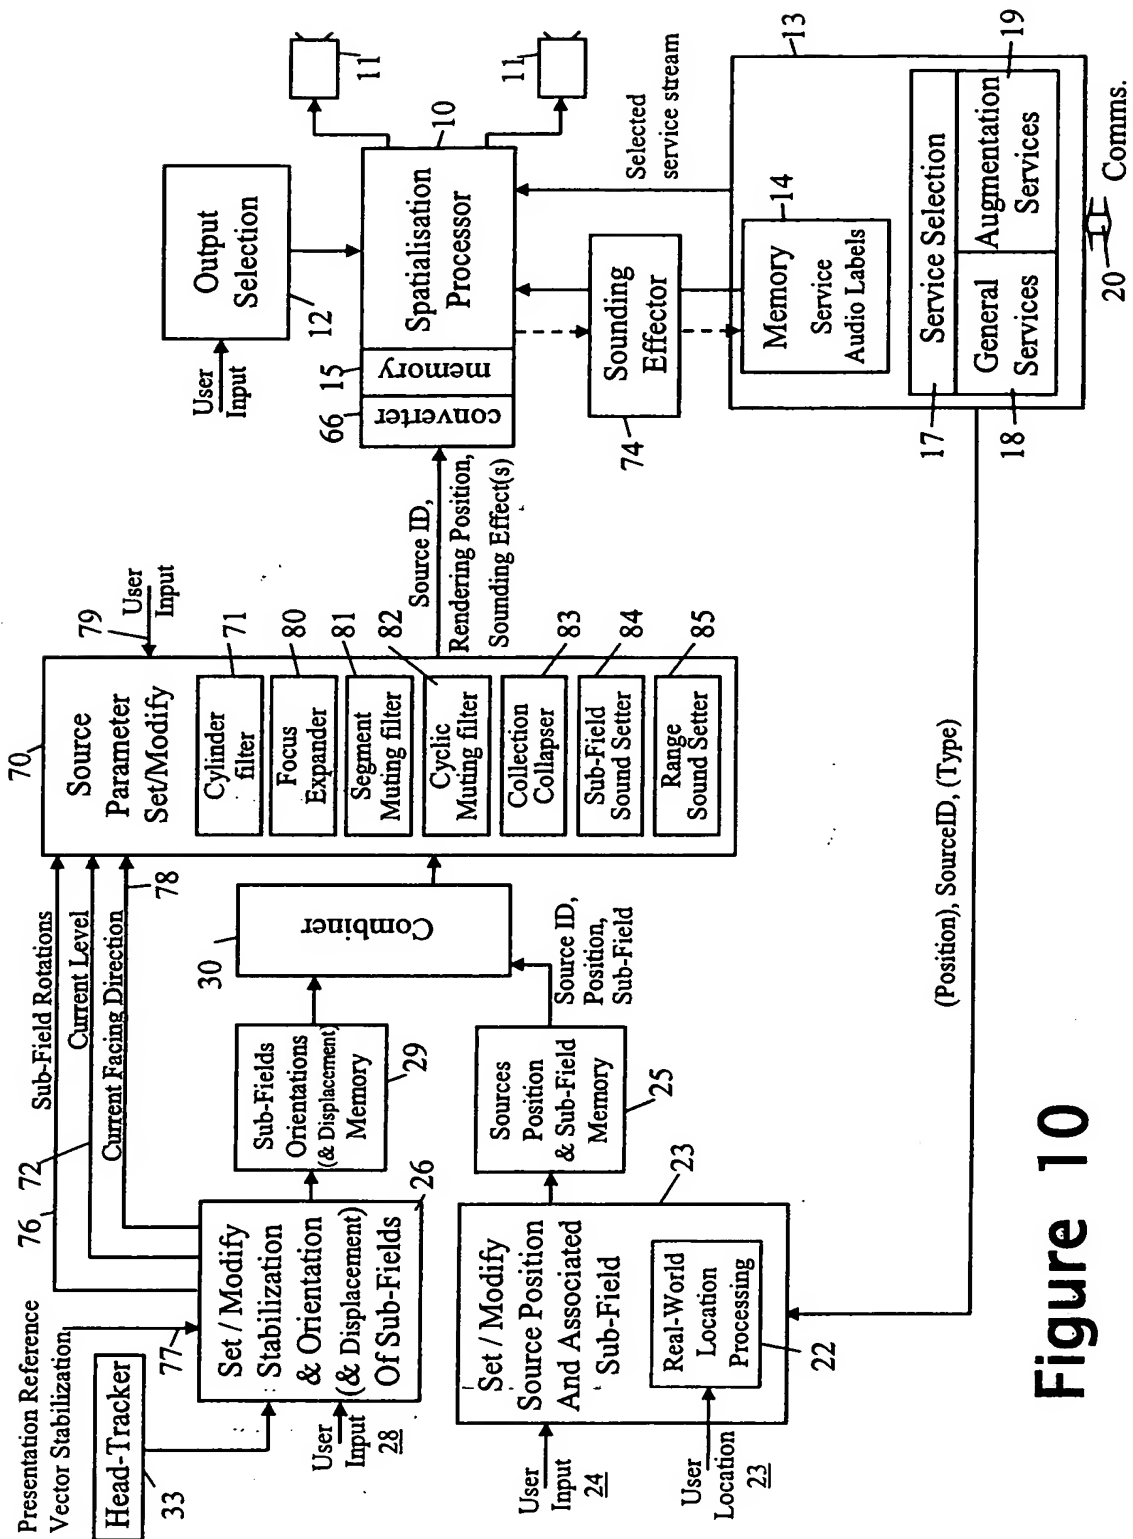 Presentation Reference
Vector Stabilization
Head-Tracker
33
77
76
72
Sub-Field Rotations
Current Level
Current Facing Direction
78
Set / Modify
Stabilization
& Orientation
(& Displacement)
Of Sub-Fields
26
User
Input
28
Sub-Fields
Orientations
(& Displacement)
Memory
29
Set / Modify
Source Position
And Associated
Sub-Field
23
Real-World
Location
Processing
22
User
Input
24
User
Location
23
Sources
Position
& Sub-Field
Memory
25
Source ID,
Position,
Sub-Field
Combiner
30
70
Source
Parameter
Set/Modify
79
User
Input
Cylinder
filter
71
Focus
Expander
80
Segment
Muting filter
81
Cyclic
Muting filter
82
Collection
Collapser
83
Sub-Field
Sound Setter
84
Range
Sound Setter
85
Source ID,
Rendering Position,
Sounding Effect(s)
(Position), SourceID, (Type)
User
Input
Output
Selection
12
converter
66
memory
15
Spatialisation
Processor
10
11
11
Sounding
Effector
74
Selected
service stream
13
Memory
Service
Audio Labels
14
Service Selection
17
General
Services
18
Augmentation
Services
19
20
Comms.
Figure 10